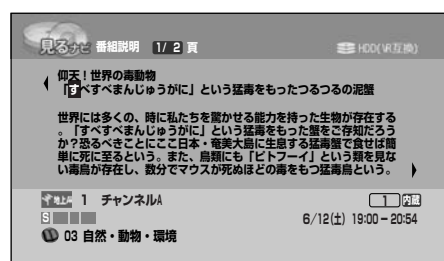 見るナビ 番組説明 1/ 2 頁 HDD(VR互換)
仰天！世界の毒動物
「すべすべまんじゅうがに」という猛毒をもったつるつるの泥蟹
世界には多くの、時に私たちを驚かせる能力を持った生物が存在する
。「すべすべまんじゅうがに」という猛毒をもった蟹をご存知だろう
か？恐るべきことにここ日本・奄美大島に生息する猛毒蟹で食せば簡
単に死に至るという。また、鳥類にも「ピトフーイ」という類を見な
い毒鳥が存在し、数分でマウスが死ぬほどの毒をもつ猛毒鳥という。
地上A 1 チャンネルA 1 内蔵
S 6/12(土) 19:00－20:54
03 自然・動物・環境